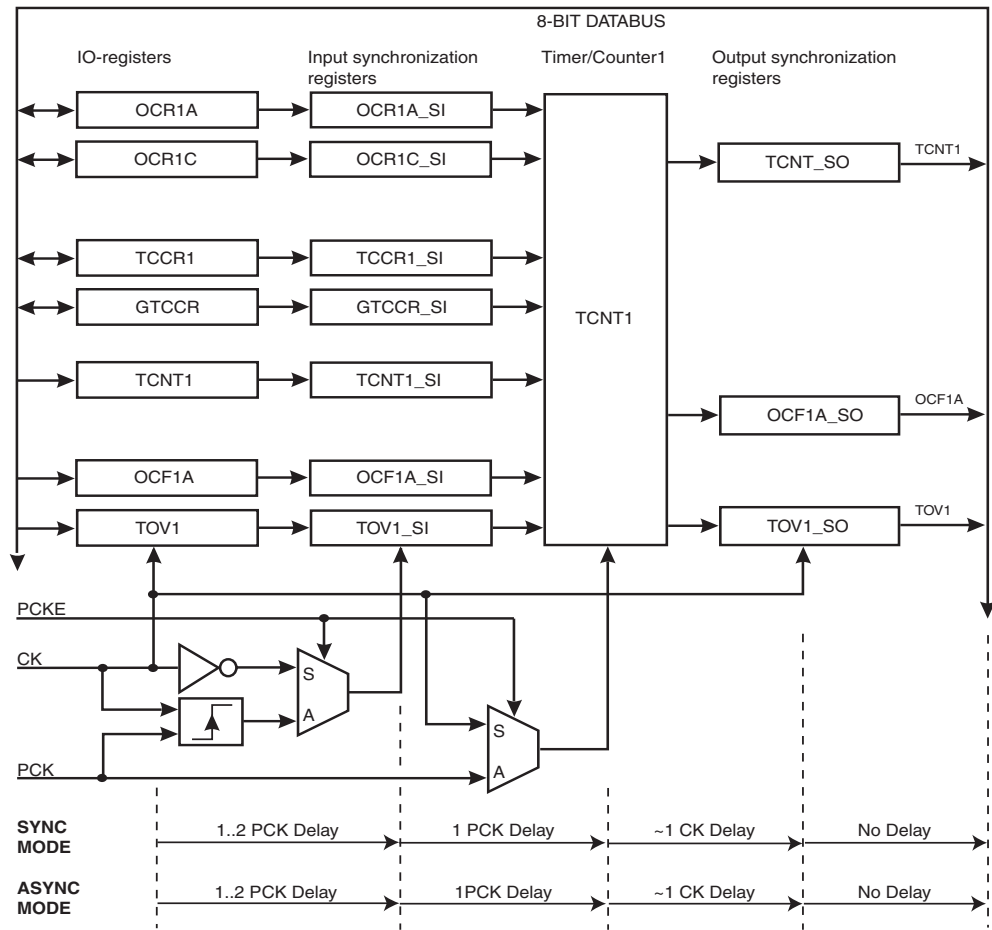 8-BIT DATABUS
IO-registers
Input synchronization
registers
Timer/Counter1
Output synchronization
registers
OCR1A
OCR1A_SI
OCR1C
OCR1C_SI
TCNT_SO
TCNT1
TCCR1
TCCR1_SI
GTCCR
GTCCR_SI
TCNT1
TCNT1
TCNT1_SI
OCF1A_SO
OCF1A
OCF1A
OCF1A_SI
TOV1
TOV1_SI
TOV1_SO
TOV1
PCKE
CK
S
A
S
A
PCK
SYNC
MODE
1..2 PCK Delay
1 PCK Delay
~1 CK Delay
No Delay
ASYNC
MODE
1..2 PCK Delay
1PCK Delay
~1 CK Delay
No Delay